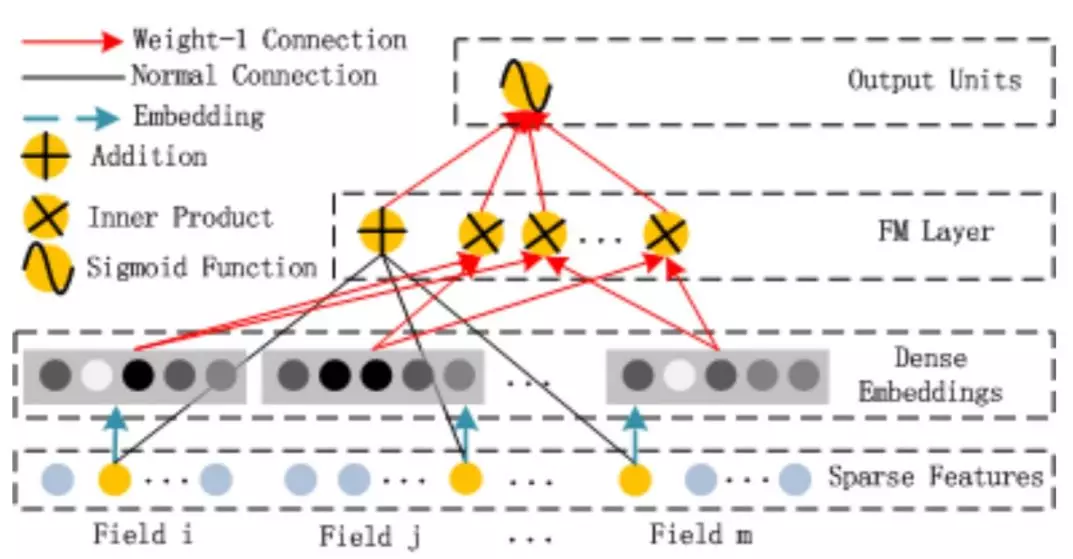 Weight-1 Connection
Normal Connection
Embedding
Addition
Inner Product
Sigmoid Function
Output Units
FM Layer
...
Dense
Embeddings
...
Sparse Features
... ... ... ...
Field i Field j ... Field m